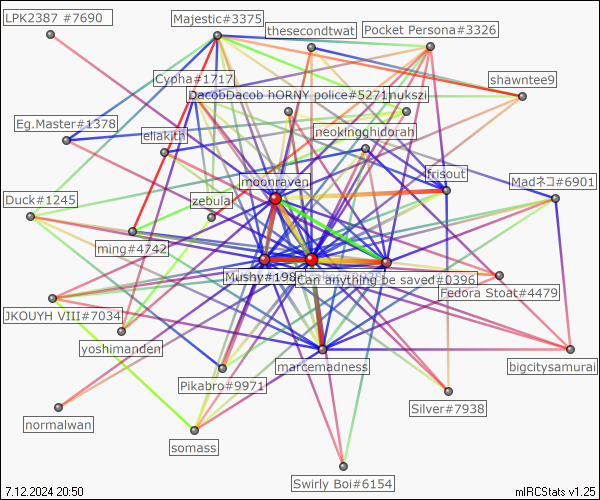 LPK2387 #7690
Majestic#3375
thesecondtwat
Pocket Persona#3326
Cypha#1717
shawntee9
DacobDacob hORNY police#5271
nukszi
Eg.Master#1378
eliakith
neokingghidorah
moonraven
frisout
Madネコ#6901
Duck#1245
zebula
ming#4742
Mushy#198
Can anything be saved#0396
Fedora Stoat#4479
JKOUYH VIII#7034
yoshimanden
marcemadness
bigcitysamurai
Pikabro#9971
Silver#7938
normalwan
somass
Swirly Boi#6154
7.12.2024 20:50
mIRCStats v1.25